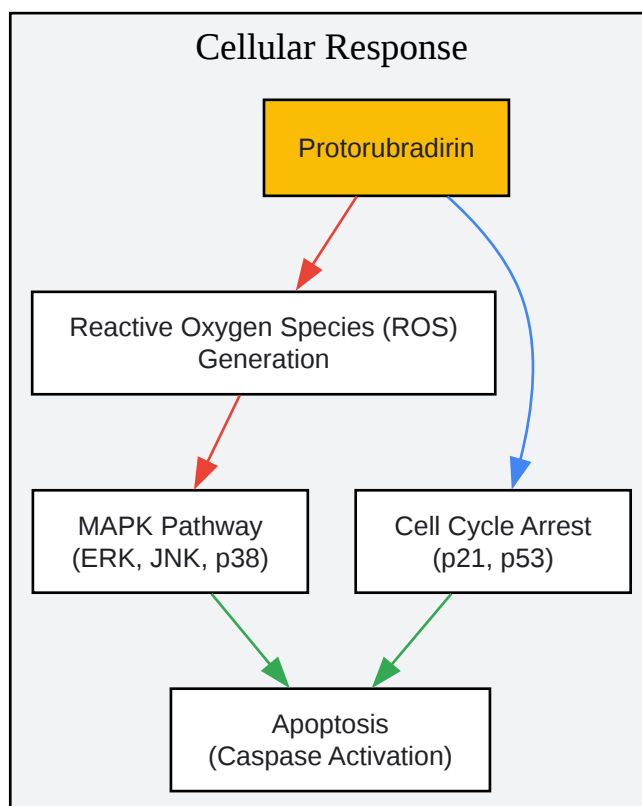 Cellular Response
Protorubradirin
Reactive Oxygen Species (ROS)
Generation
MAPK Pathway
(ERK, JNK, p38)
Cell Cycle Arrest
(p21, p53)
Apoptosis
(Caspase Activation)